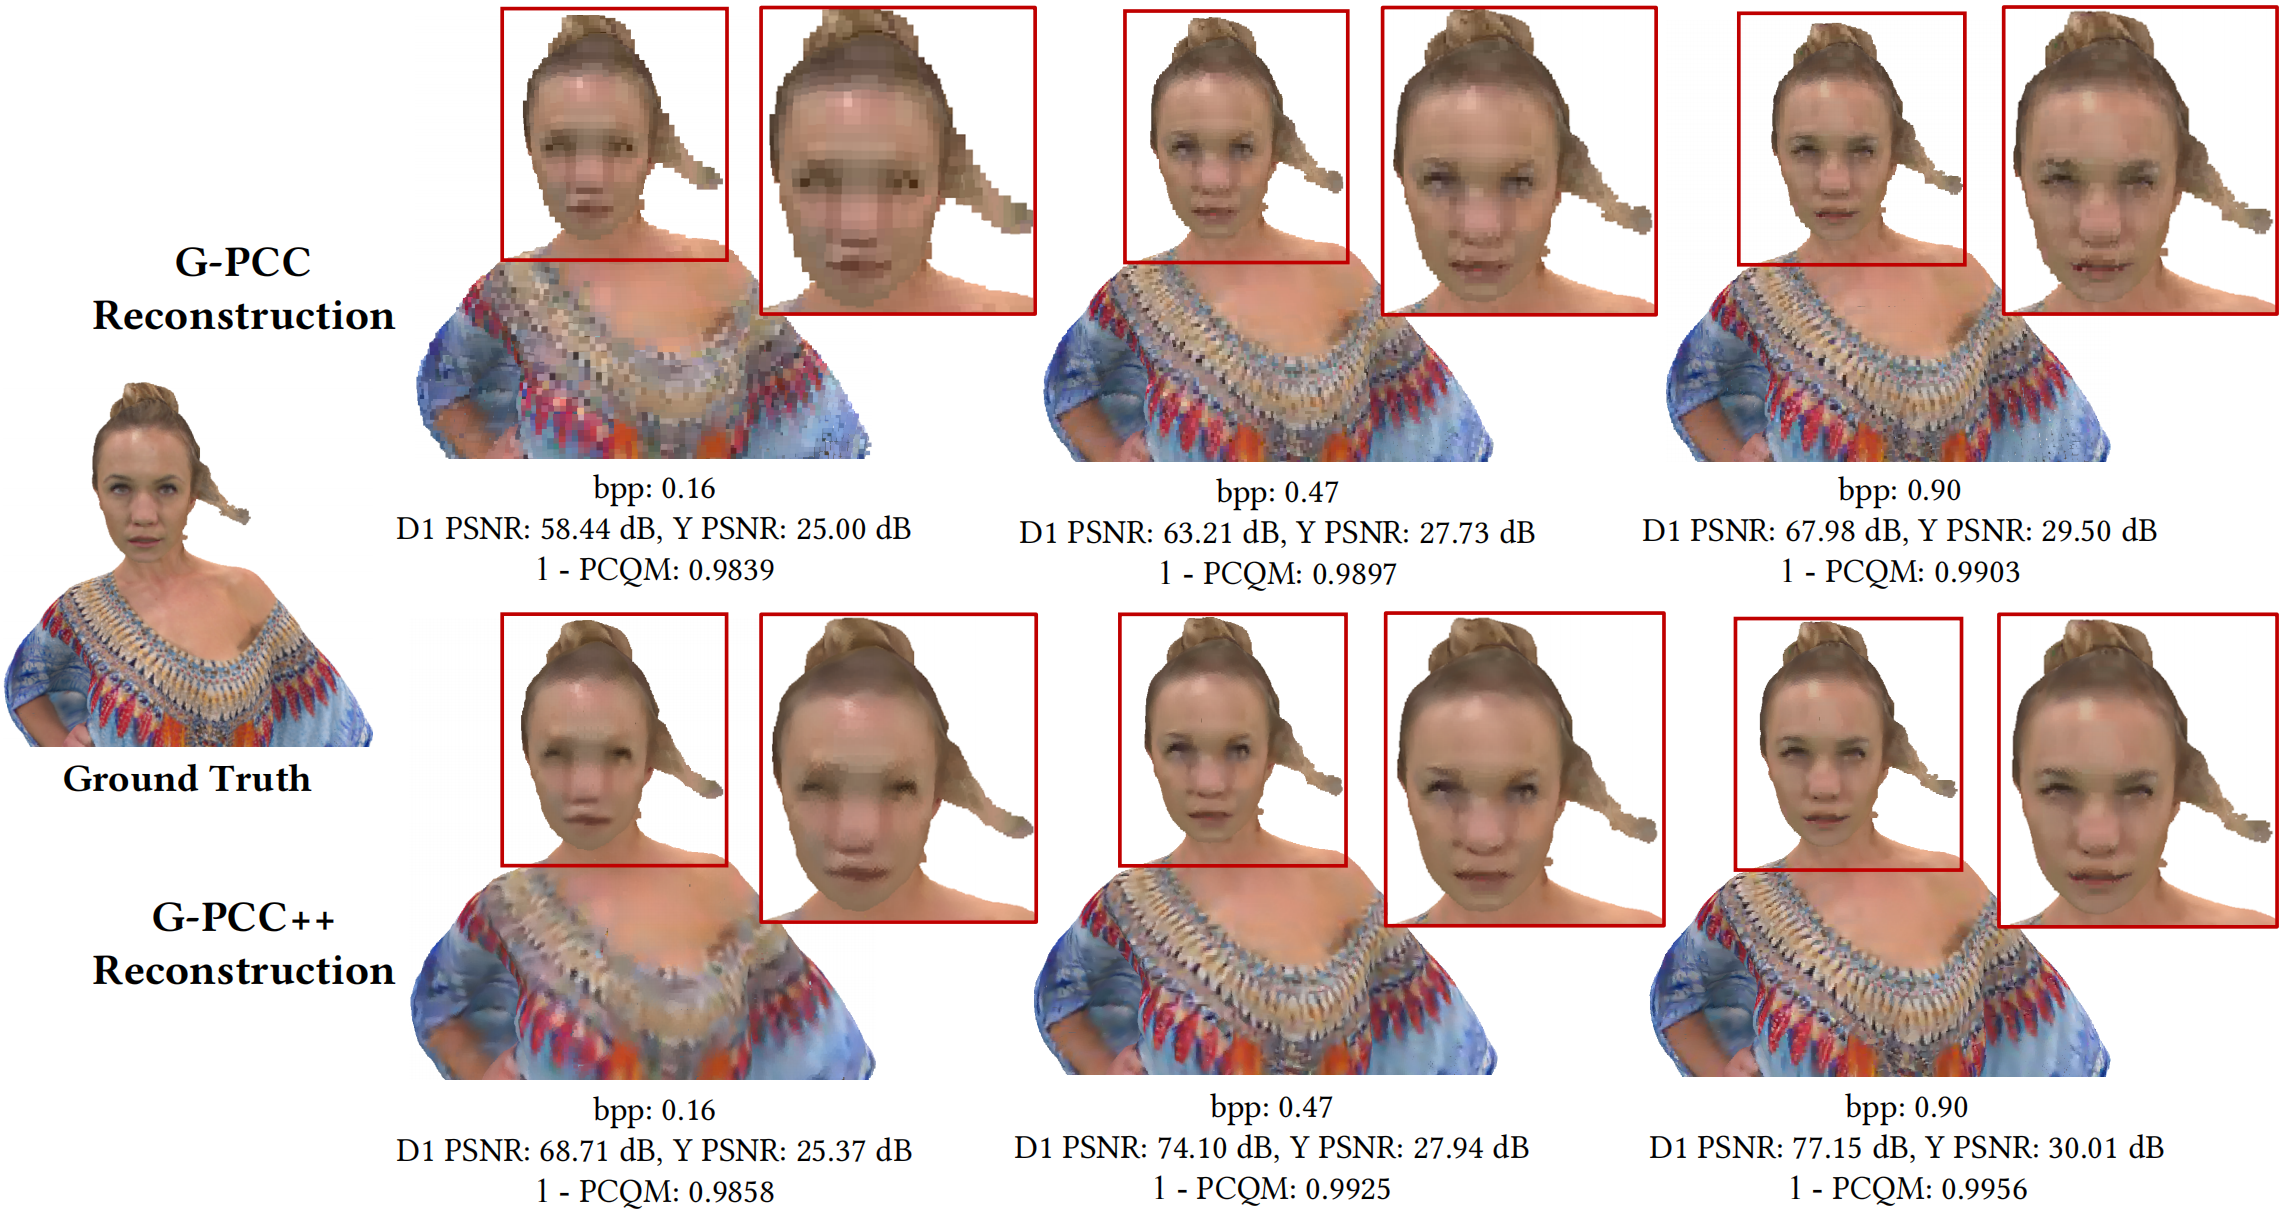 G-PCC
Reconstruction
bpp: 0.16
D1 PSNR: 58.44 dB, Y PSNR: 25.00 dB
1 - PCQM: 0.9839
bpp: 0.47
D1 PSNR: 63.21 dB, Y PSNR: 27.73 dB
1 - PCQM: 0.9897
bpp: 0.90
D1 PSNR: 67.98 dB, Y PSNR: 29.50 dB
1 - PCQM: 0.9903
Ground Truth
G-PCC++
Reconstruction
bpp: 0.16
D1 PSNR: 68.71 dB, Y PSNR: 25.37 dB
1 - PCQM: 0.9858
bpp: 0.47
D1 PSNR: 74.10 dB, Y PSNR: 27.94 dB
1 - PCQM: 0.9925
bpp: 0.90
D1 PSNR: 77.15 dB, Y PSNR: 30.01 dB
1 - PCQM: 0.9956